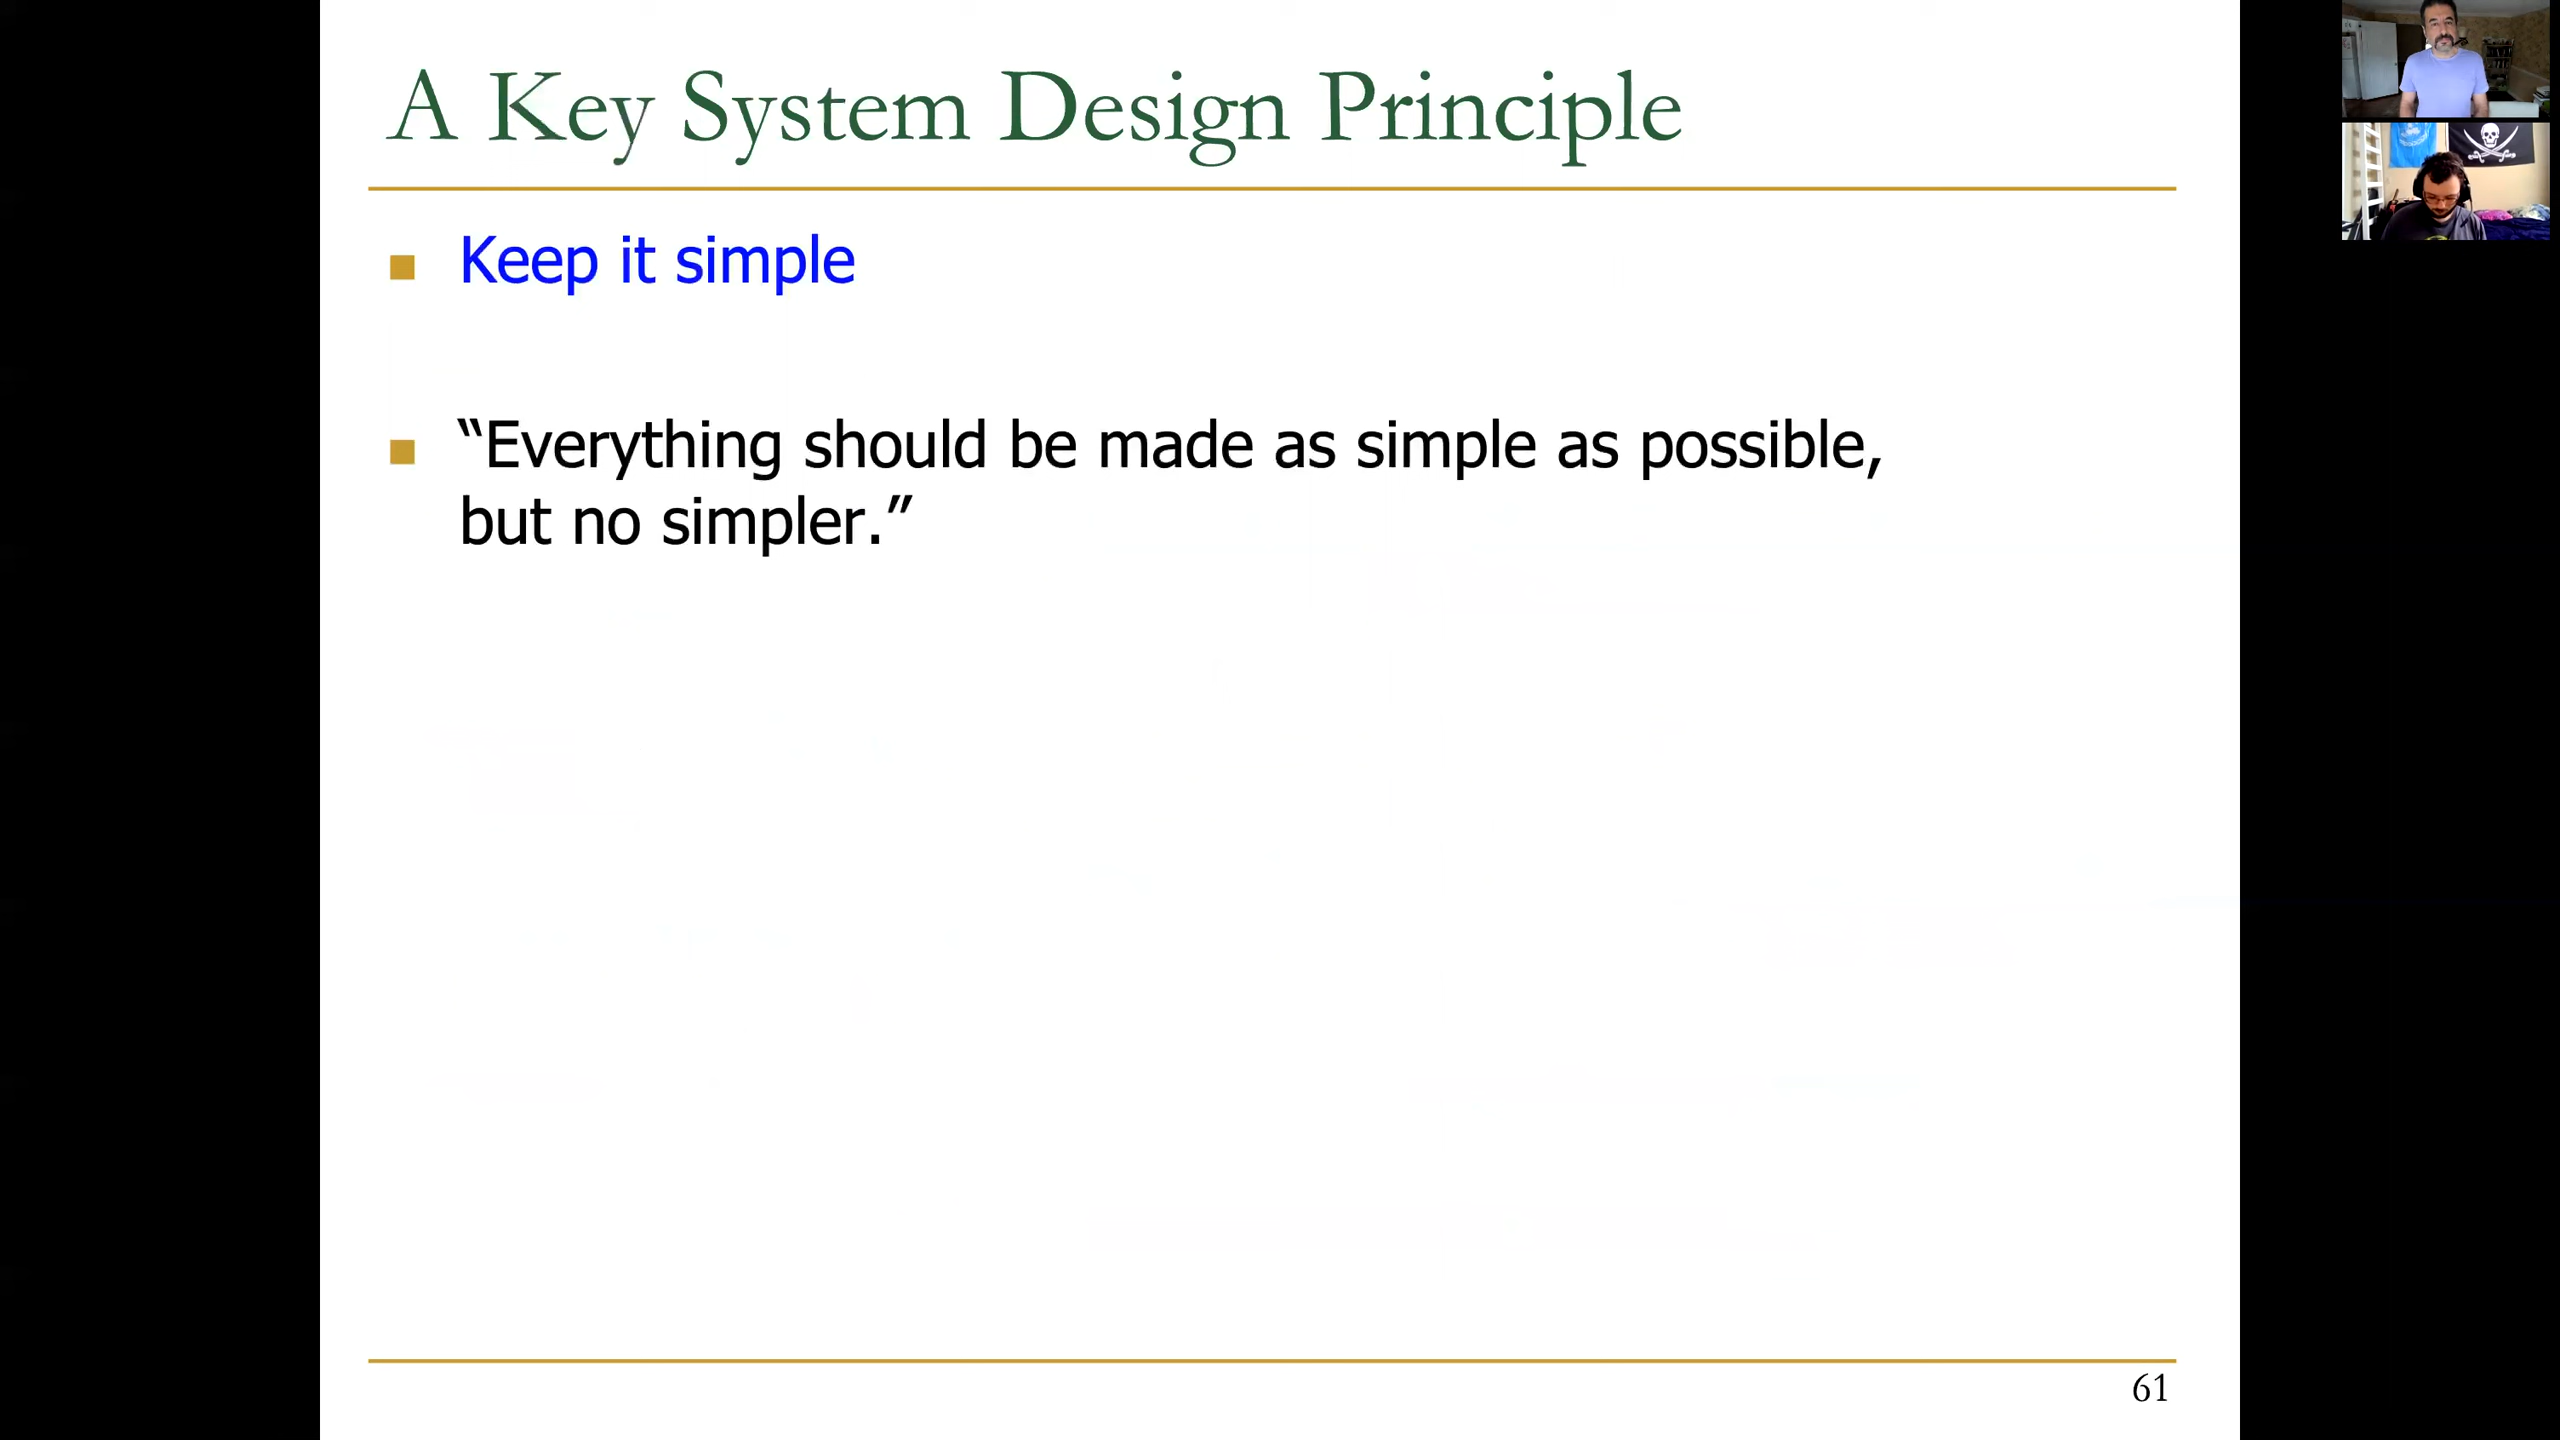 A Key System Design Principle
Keep it simple
“Everything should be made as simple as possible,
but no simpler.”
61